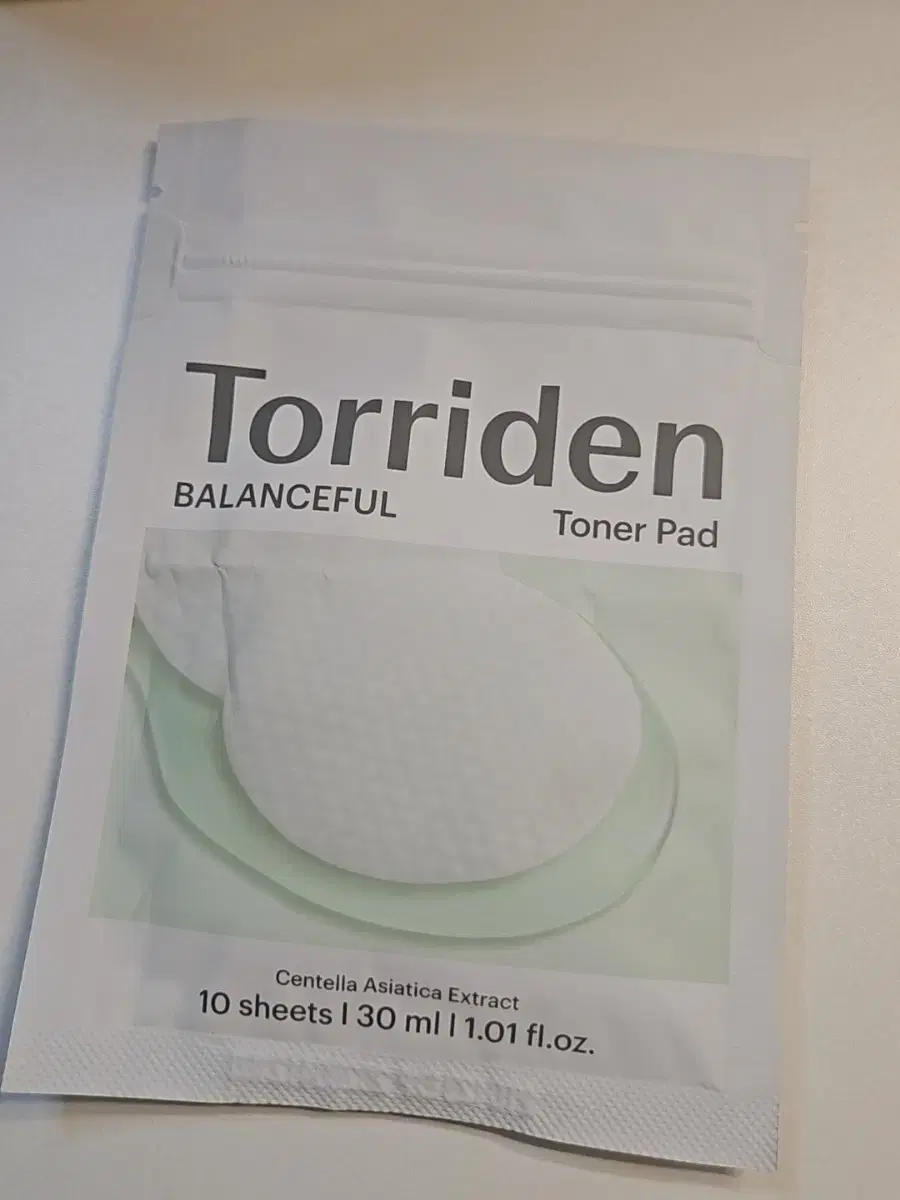 Torriden
BALANCEFUL
Toner Pad
Centella Asiatica Extract
10 sheets | 30 ml | 1.01 fl.oz.